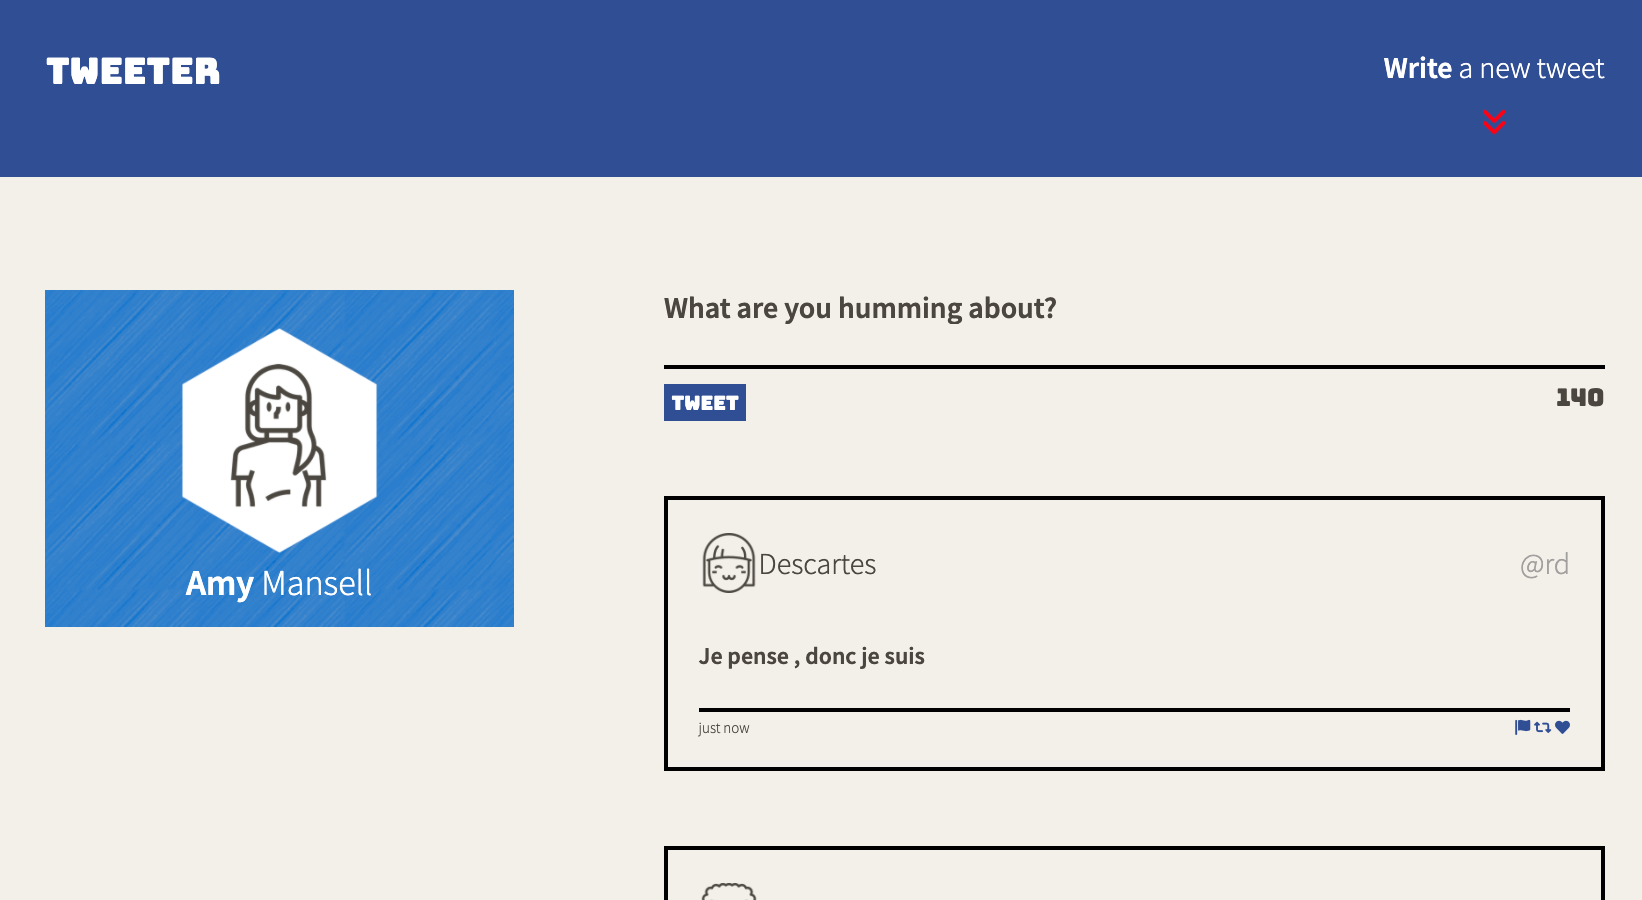 TWEETER
Write a new tweet
Amy Mansell
What are you humming about?
TWEET
140
Descartes
@rd
Je pense , donc je suis
just now